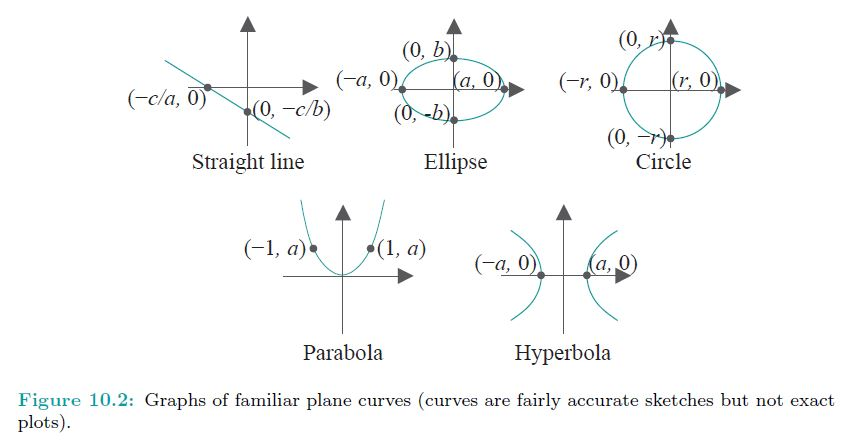 (0, b)
(0, r)
(−a, 0)
(a, 0)
(−r, 0)
(r, 0)
(−c/a, 0)
(0, −c/b)
(0, -b)
(0, −r)
Straight line
Ellipse
Circle
(−1, a)
(1, a)
(−a, 0)
(a, 0)
Parabola
Hyperbola
Figure 10.2: Graphs of familiar plane curves (curves are fairly accurate sketches but not exact
plots).